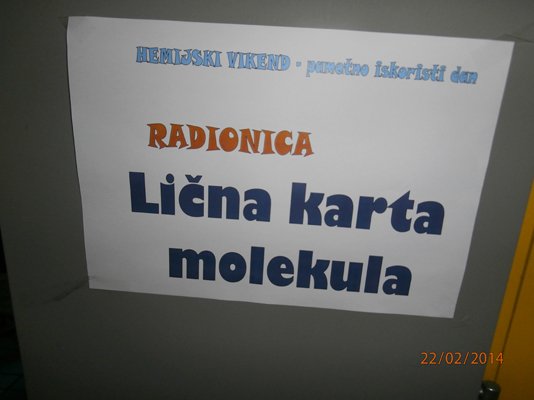 HEMIJSKI VIKEND - pametno iskoristi dan
RADIONICA
Lična karta
molekula
22/02/2014